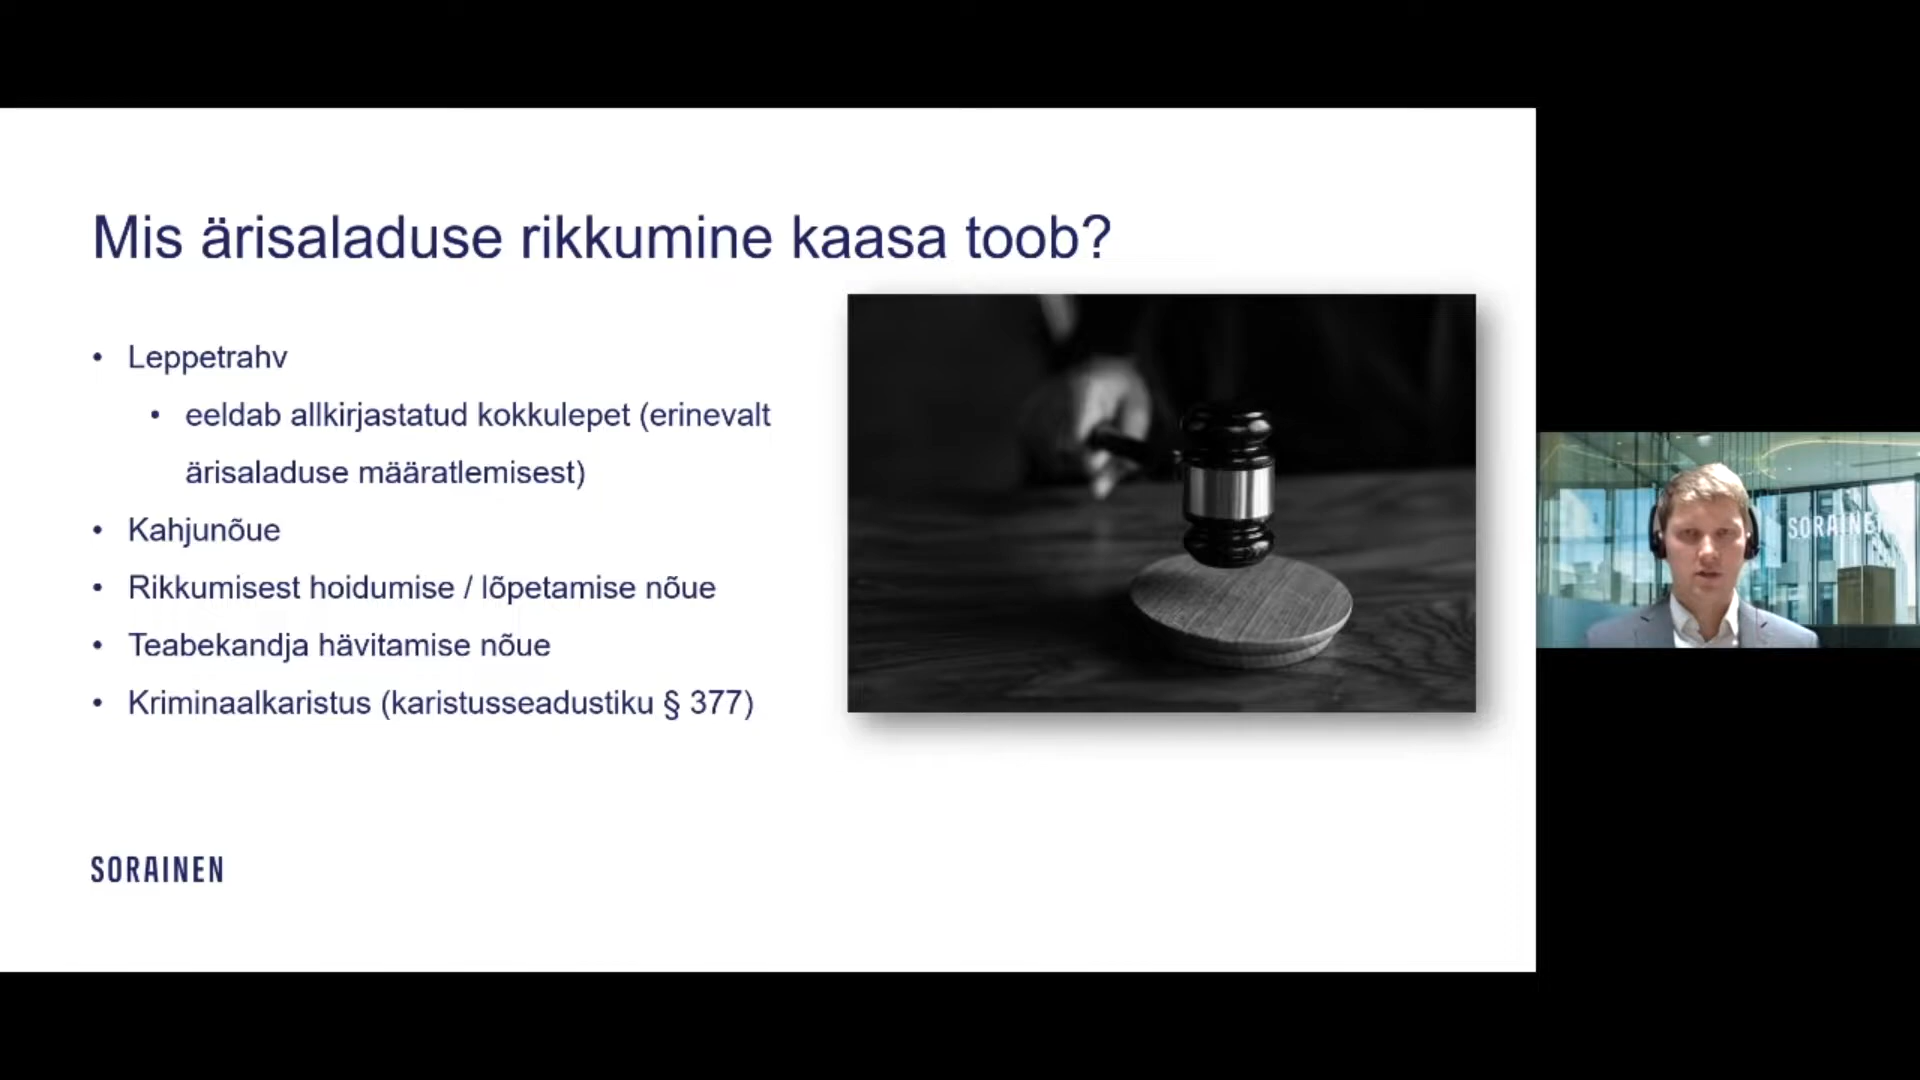 Mis ärisaladuse rikkumine kaasa toob?
• Leppetrahv
• eeldab allkirjastatud kokkulepet (erinevalt
ärisaladuse määratlemisest)
• Kahjunõue
• Rikkumisest hoidumise / lõpetamise nõue
• Teabekandja hävitamise nõue
• Kriminaalkaristus (karistusseadustiku § 377)
SORAINEN
SORAINEN